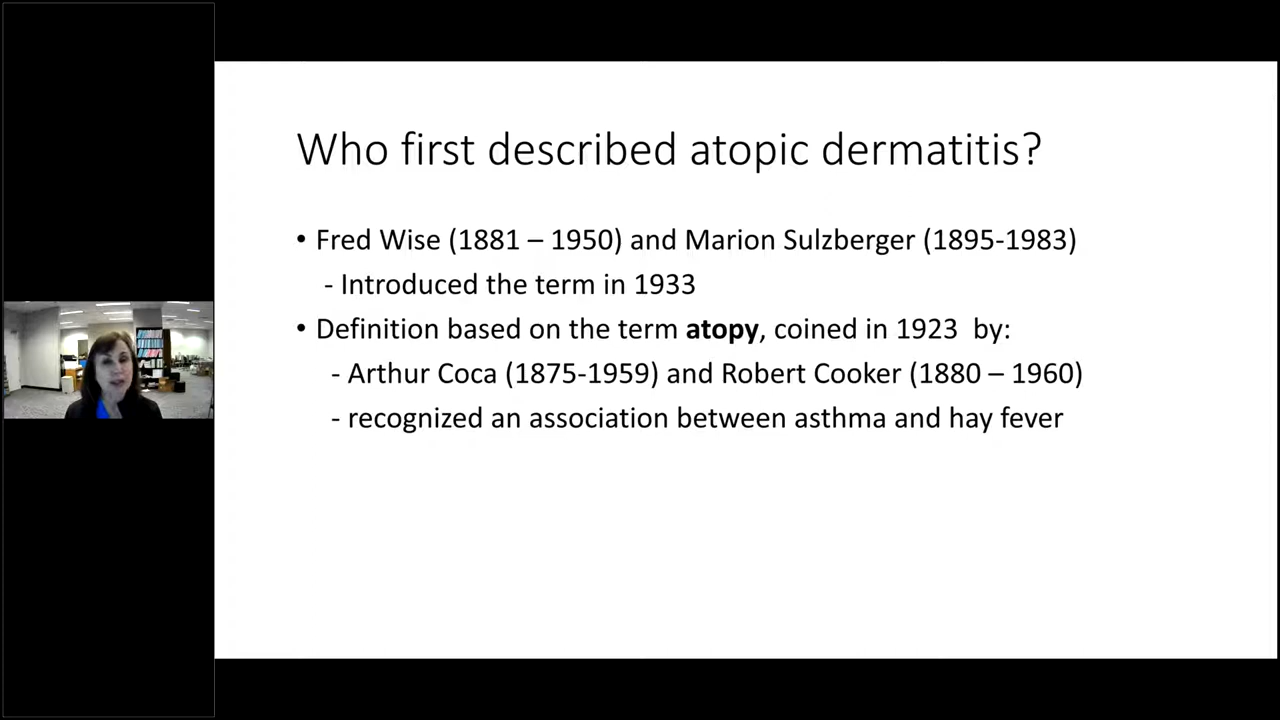 Who first described atopic dermatitis?
• Fred Wise (1881 – 1950) and Marion Sulzberger (1895-1983)
- Introduced the term in 1933
• Definition based on the term atopy, coined in 1923 by:
- Arthur Coca (1875-1959) and Robert Cooker (1880 – 1960)
- recognized an association between asthma and hay fever